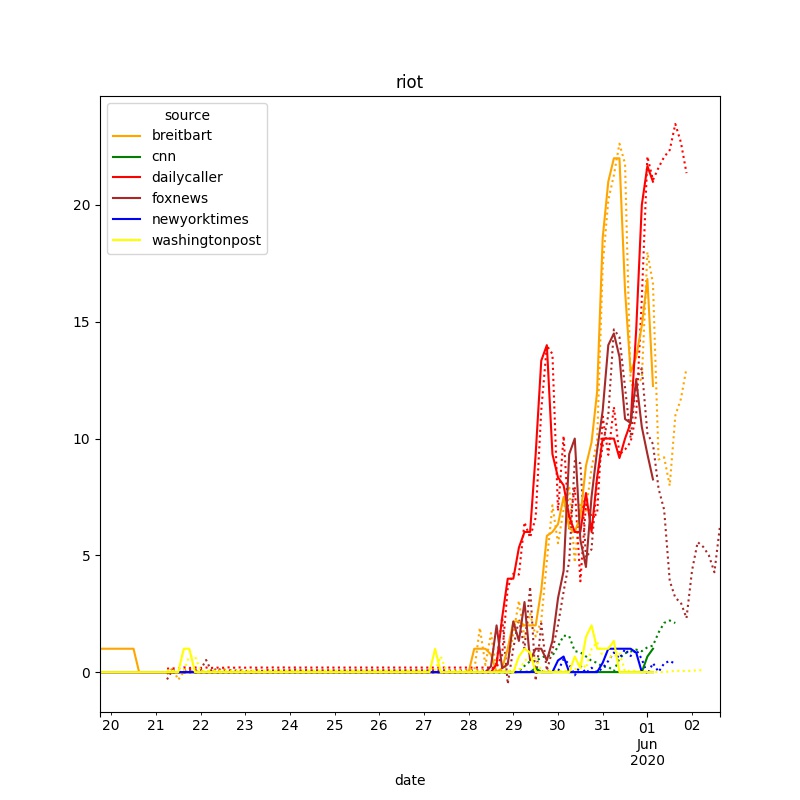 riot
source
breitbart
cnn
dailycaller
foxnews
newyorktimes
washingtonpost
20
15
10
5
0
20 21 22 23 24 25 26 27 28 29 30 31 01 02
Jun
2020
date